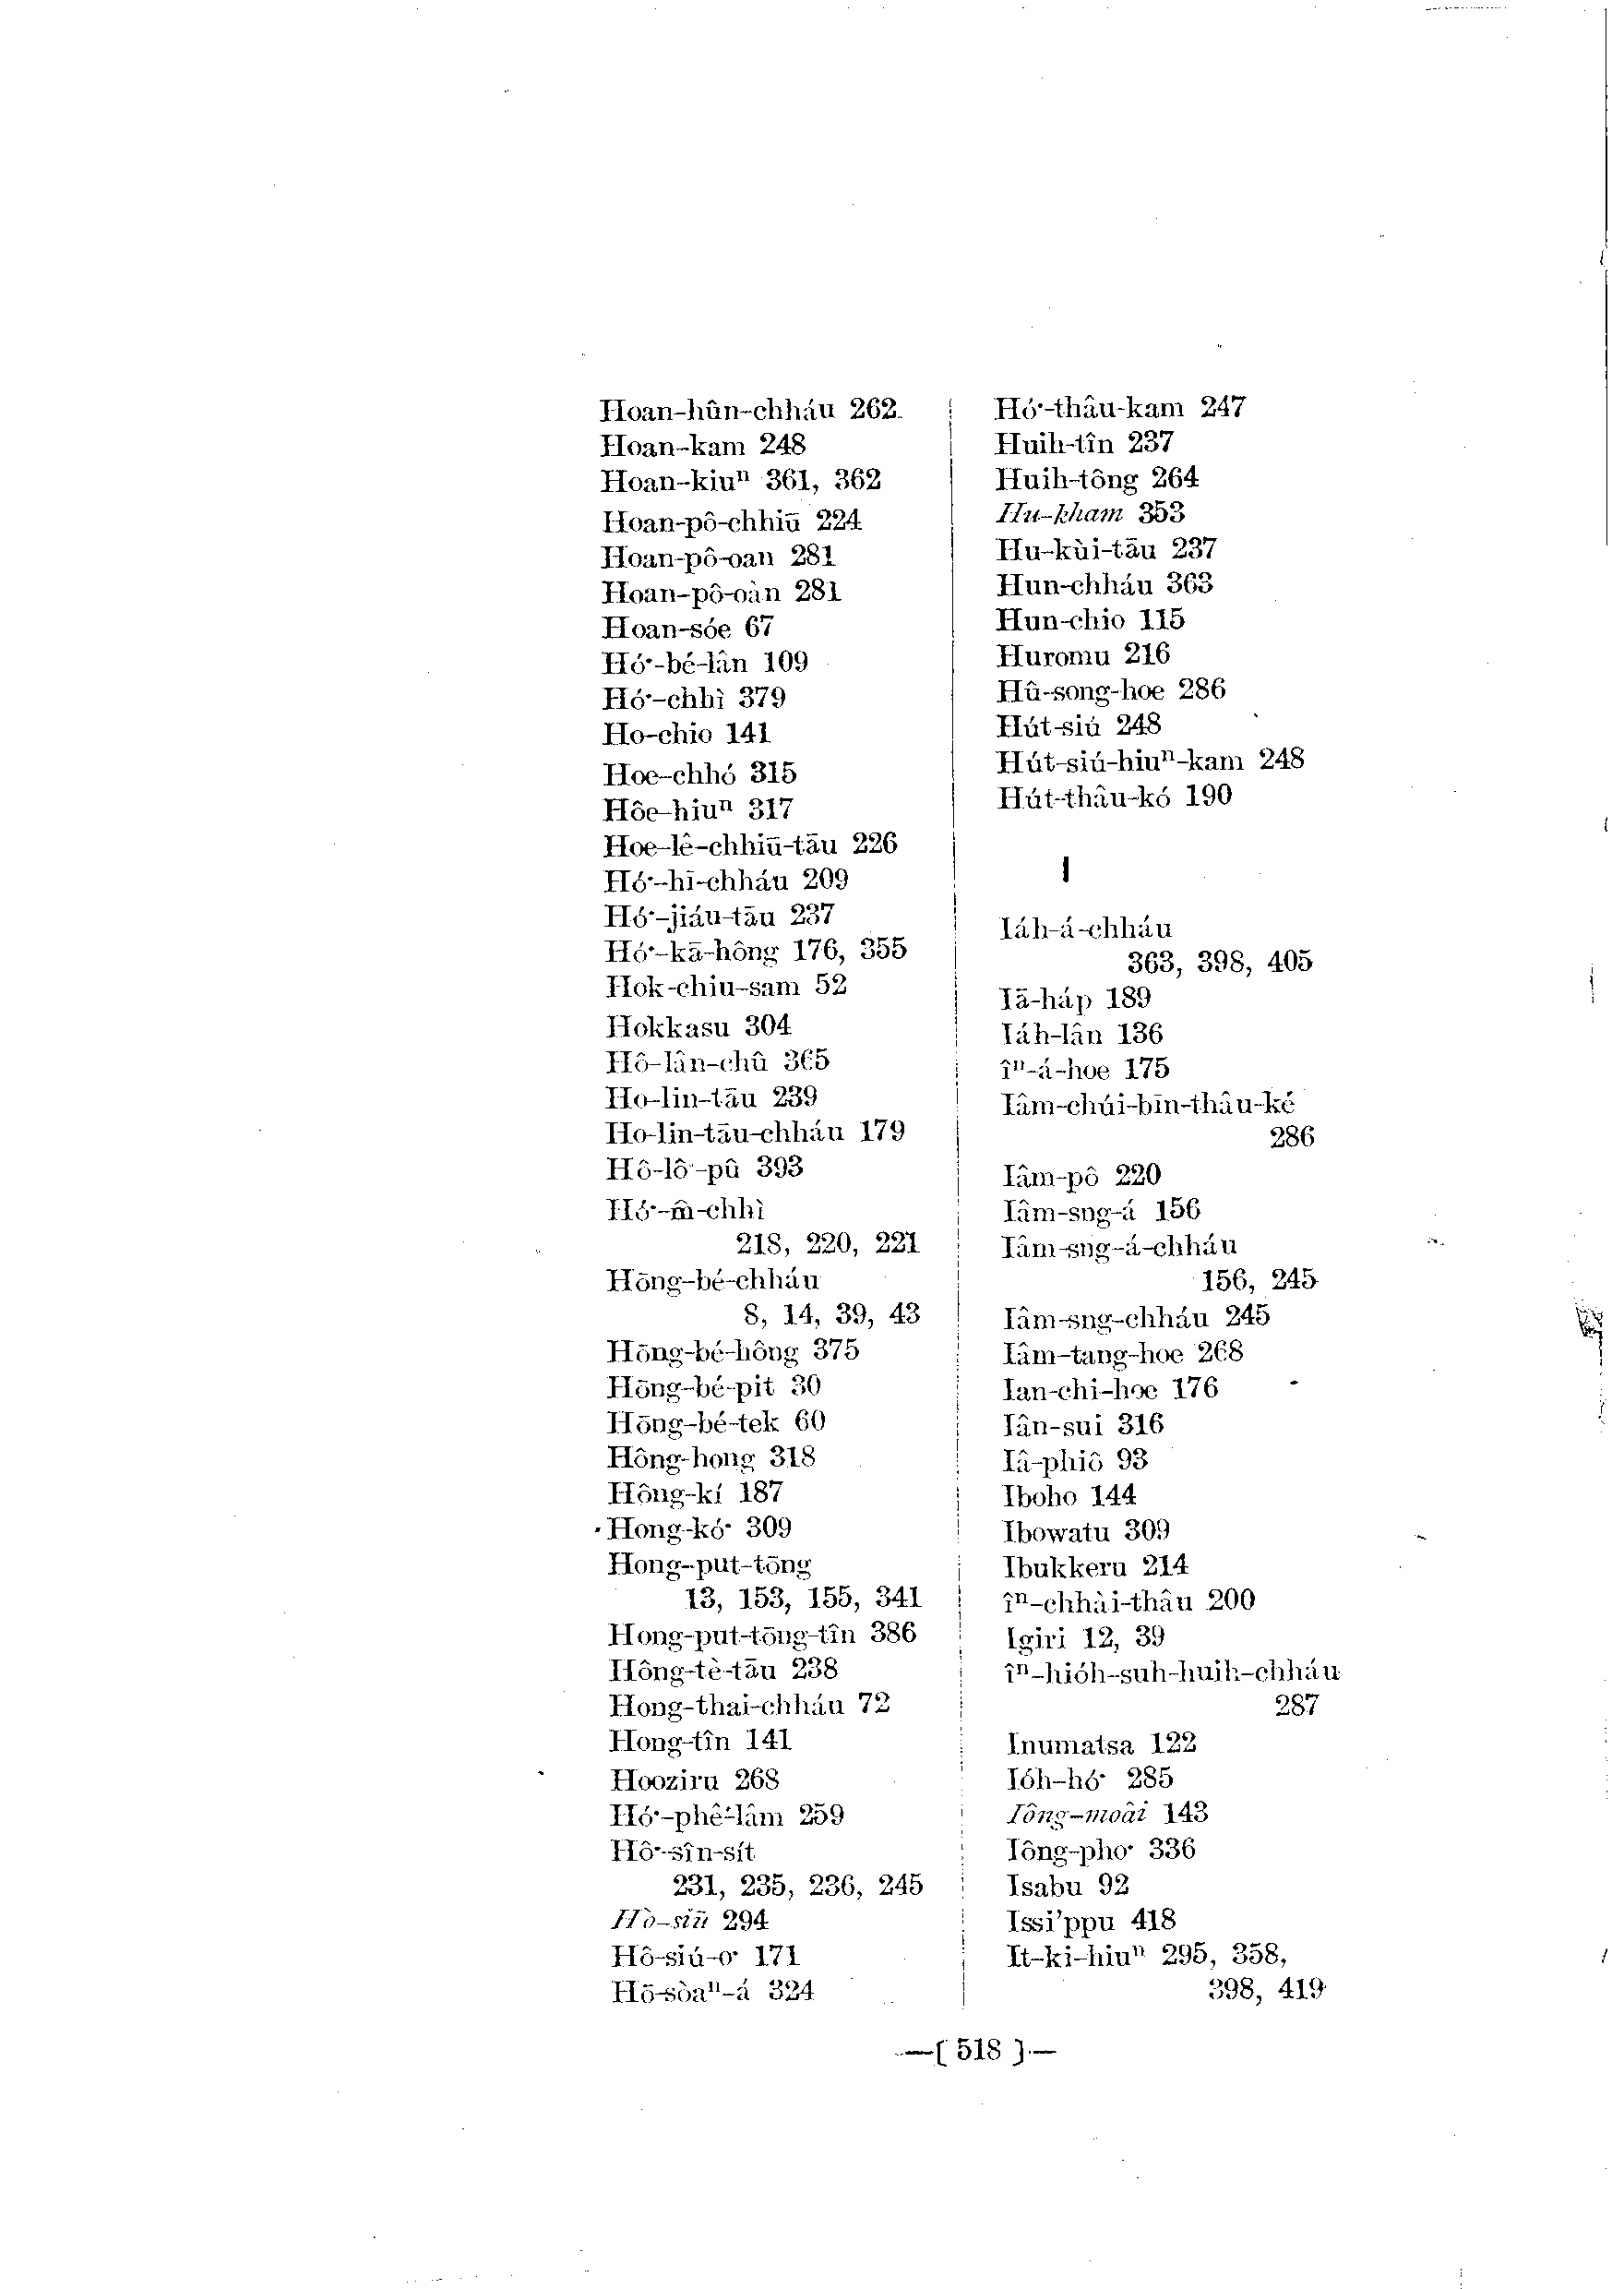 Hoan-hûn-chháu 262
Hoan-kam 248
Hoan-kiuⁿ 361, 362
Hoan-pô-chhiū 224
Hoan-pô-oan 281
Hoan-pô-oân 281
Hoan-sóe 67
Hó͘-bé-lân 109
Hó͘-chhì 379
Ho-chio 141
Hoe-chhó 315
Hôe-hiuⁿ 317
Hoe-lê-chhiū-tāu 226
Hó͘-hī-chháu 209
Hó͘-jiáu-tāu 237
Hó͘-kā-hông 176, 355
Hok-chiu-sam 52
Hokkasu 304
Hô-lân-chû 365
Ho-lin-tāu 239
Ho-lin-tāu-chháu 179
Hô-lô͘-pû 393
Hó͘-m̄-chhì
218, 220, 221
Hōng-bé-chháu
8, 14, 39, 43
Hōng-bé-hông 375
Hōng-bé-pit 30
Hōng-bé-tek 60
Hông-hong 318
Hông-kí 187
Hong-kó͘ 309
Hong-put-tōng
13, 153, 155, 341
Hong-put-tōng-tîn 386
Hông-tè-tāu 238
Hong-thai-chháu 72
Hong-tîn 141
Hooziru 268
Hó͘-phê-lâm 259
Hô͘-sîn-sít
231, 235, 236, 245
Hò-siū 294
Hô-siú-o͘ 171
Hō-sòaⁿ-á 324
Hó͘-thâu-kam 247
Huih-tîn 237
Huih-tông 264
Hu-kham 353
Hu-kùi-tāu 237
Hun-chháu 363
Hun-chio 115
Huromu 216
Hû-song-hoe 286
Hút-siú 248
Hút-siú-hiuⁿ-kam 248
Hút-thâu-kó 190
I
Iáh-á-chháu
363, 398, 405
Iā-háp 189
Iáh-lân 136
îⁿ-á-hoe 175
Iâm-chúi-bīn-thâu-ké
286
Iâm-pô 220
Iâm-sng-á 156
Iâm-sng-á-chháu
156, 245
Iâm-sng-chháu 245
Iâm-tang-hoe 268
Ian-chi-hoe 176
Iân-sui 316
Iâ-phiô 93
Iboho 144
Ibowatu 309
Ibukkeru 214
îⁿ-chhài-thâu 200
Igiri 12, 39
îⁿ-hióh-suh-huih-chháu
287
Inumatsa 122
Ióh-hó͘ 285
Iông-moâi 143
Iông-pho͘ 336
Isabu 92
Issi'ppu 418
It-ki-hiuⁿ 295, 358,
398, 419
—( 518 )—